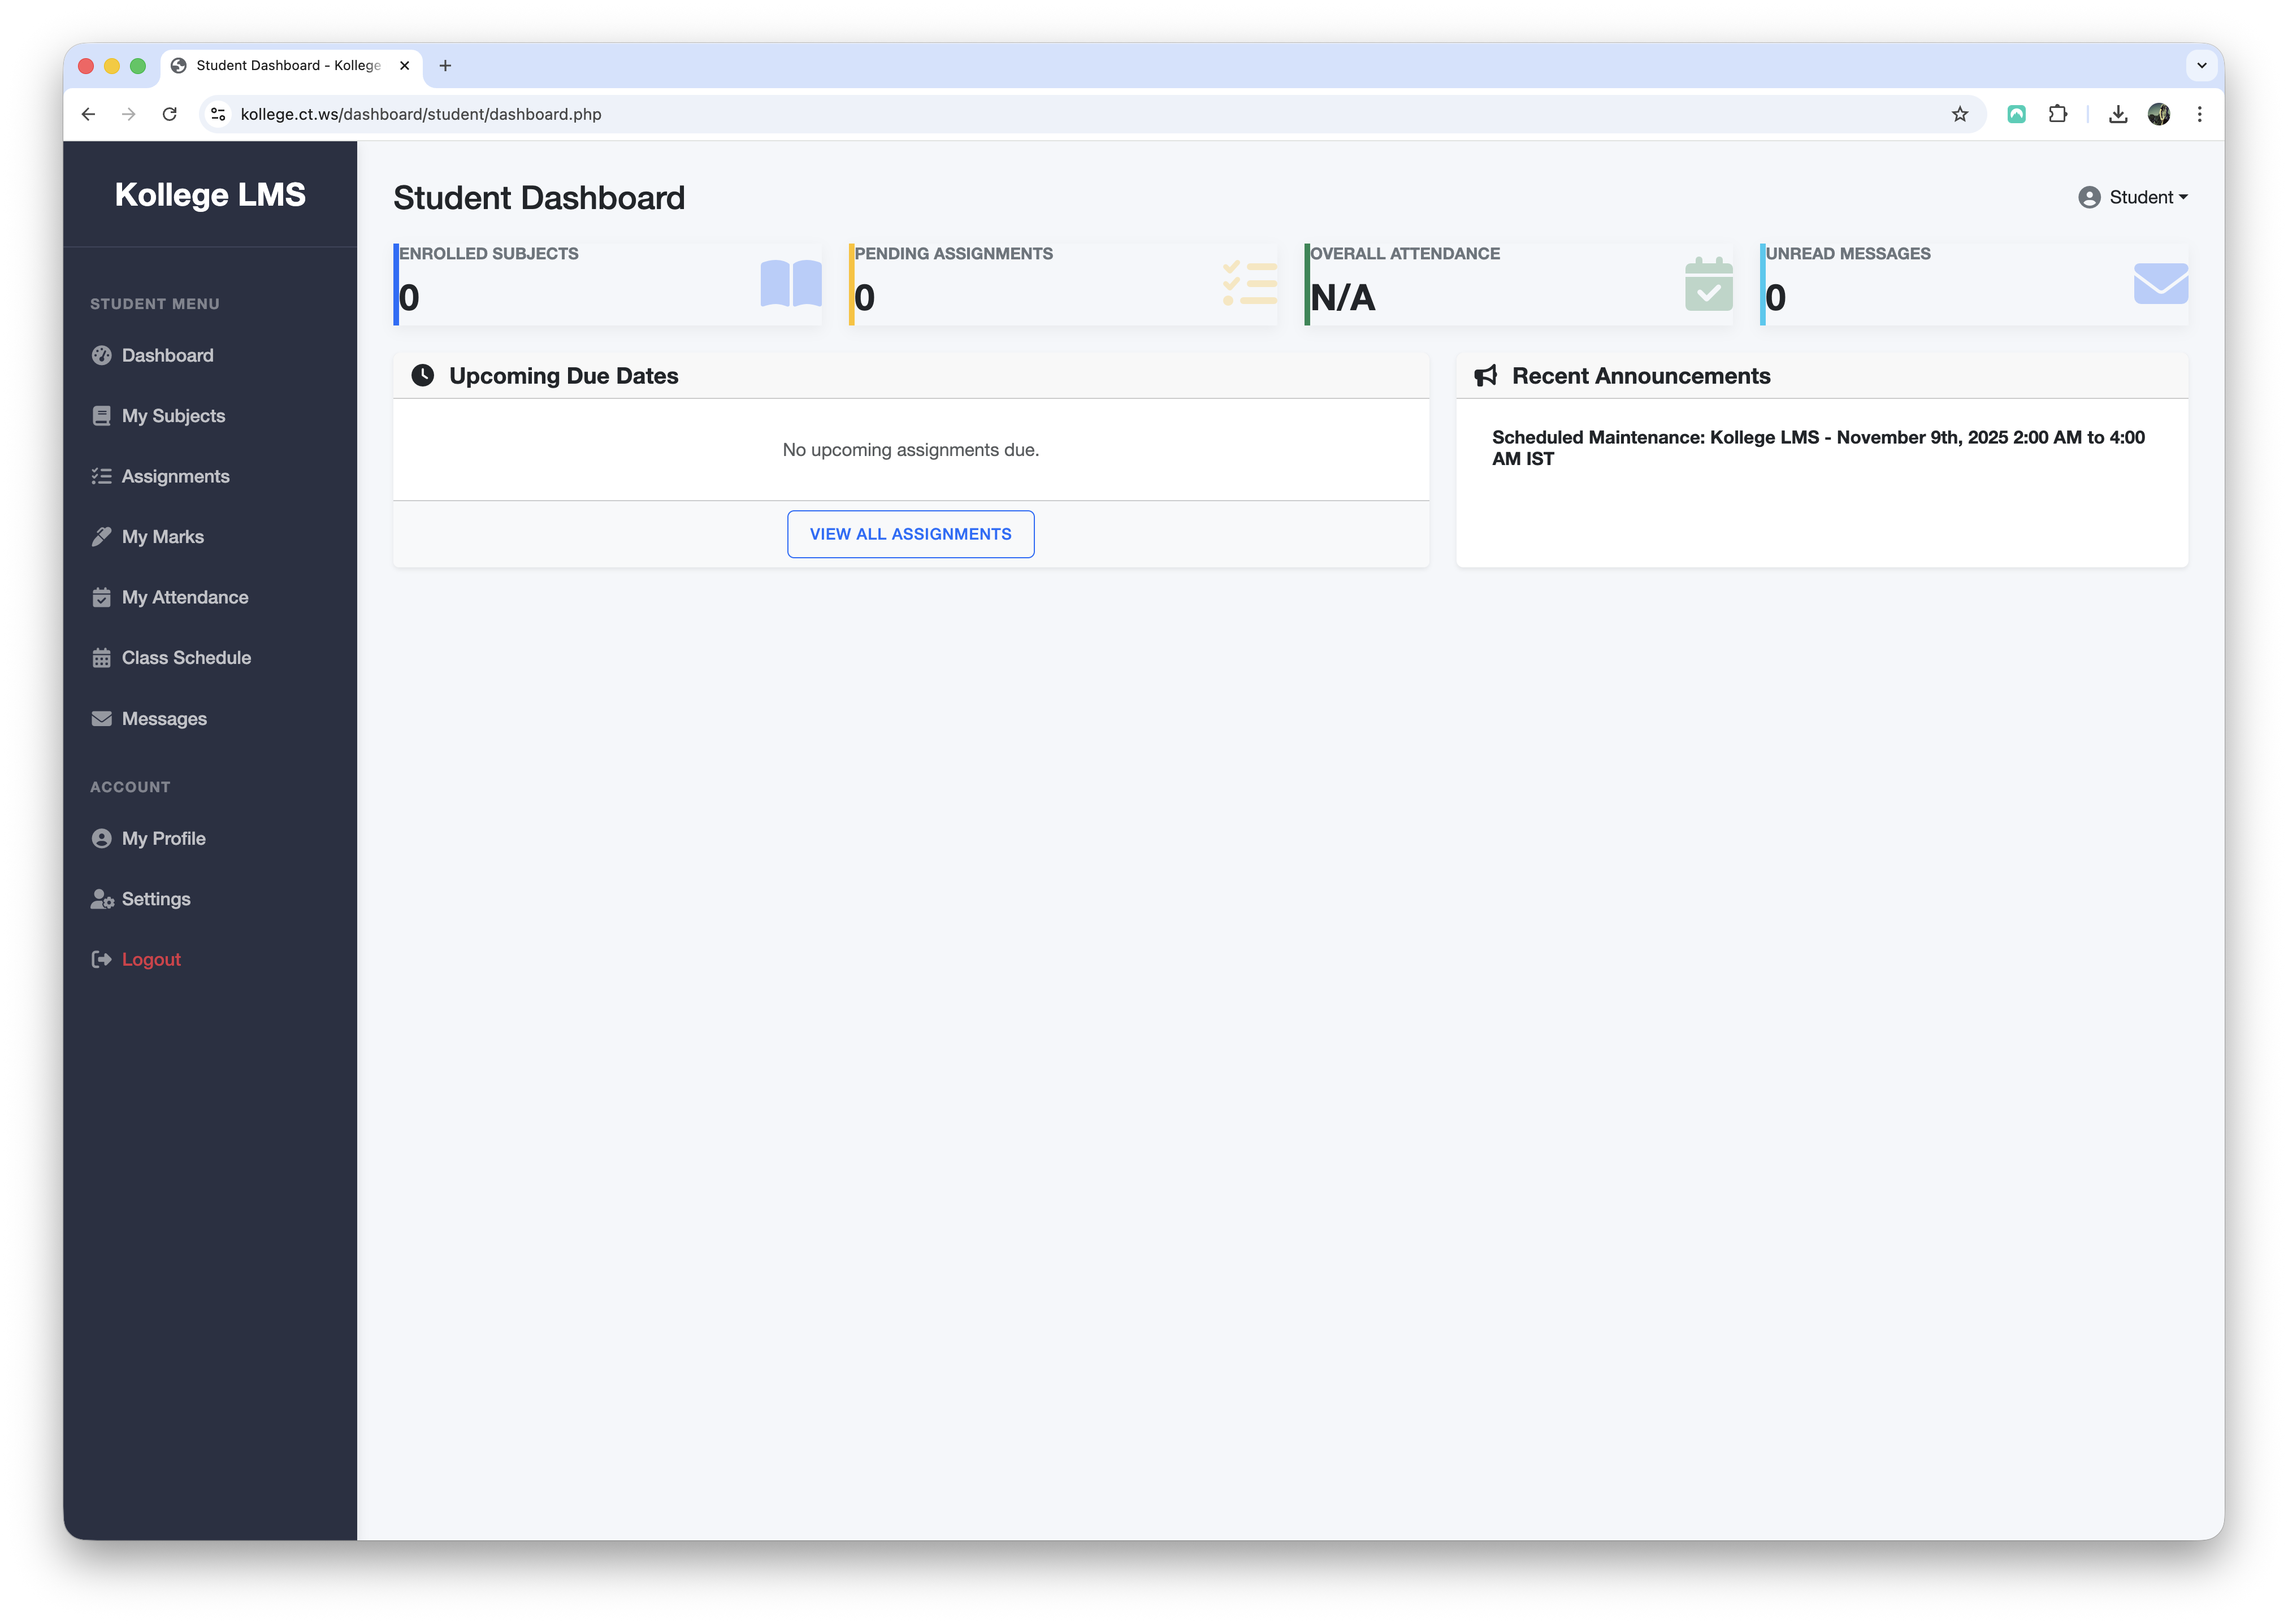 Student Dashboard - Kollege
kollege.ct.ws/dashboard/student/dashboard.php
Kollege LMS
STUDENT MENU
Dashboard
My Subjects
Assignments
My Marks
My Attendance
Class Schedule
Messages
ACCOUNT
My Profile
Settings
Logout
Student Dashboard
Student
ENROLLED SUBJECTS
0
PENDING ASSIGNMENTS
0
OVERALL ATTENDANCE
N/A
UNREAD MESSAGES
0
Upcoming Due Dates
No upcoming assignments due.
VIEW ALL ASSIGNMENTS
Recent Announcements
Scheduled Maintenance: Kollege LMS - November 9th, 2025 2:00 AM to 4:00
AM IST